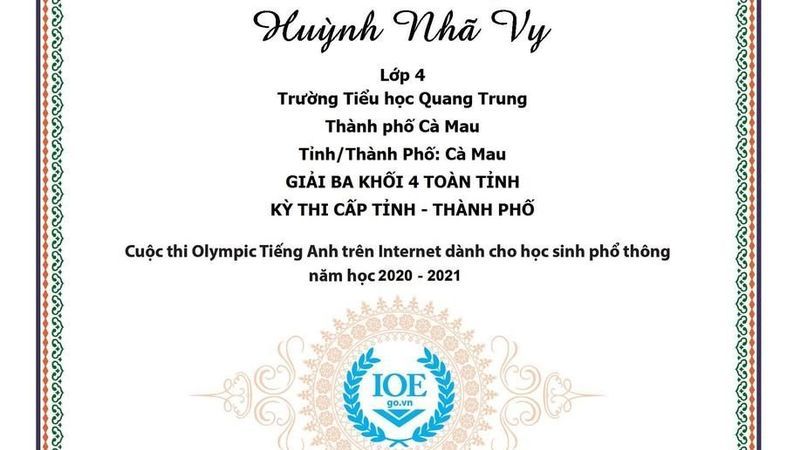 Huỳnh Nhã Vy
Lớp 4
Trường Tiểu học Quang Trung
Thành phố Cà Mau
Tỉnh/Thành Phố: Cà Mau
GIẢI BA KHỐI 4 TOÀN TỈNH
KỲ THI CẤP TỈNH - THÀNH PHỐ
Cuộc thi Olympic Tiếng Anh trên Internet dành cho học sinh phổ thông
năm học 2020 - 2021
IOE
go.vn